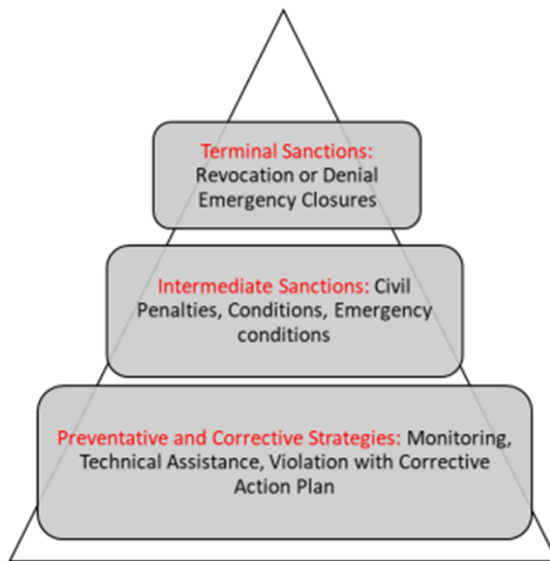 Terminal Sanctions:
Revocation or Denial
Emergency Closures
Intermediate Sanctions: Civil
Penalties, Conditions, Emergency
conditions
Preventative and Corrective Strategies: Monitoring,
Technical Assistance, Violation with Corrective
Action Plan